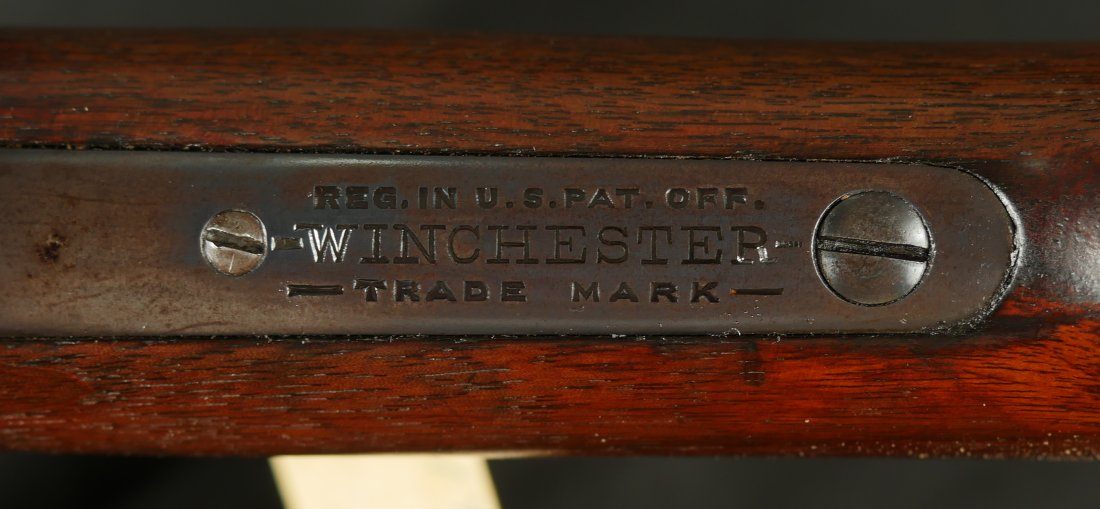 REG. IN U.S. PAT. OFF.
-WINCHESTER-
— TRADE MARK —